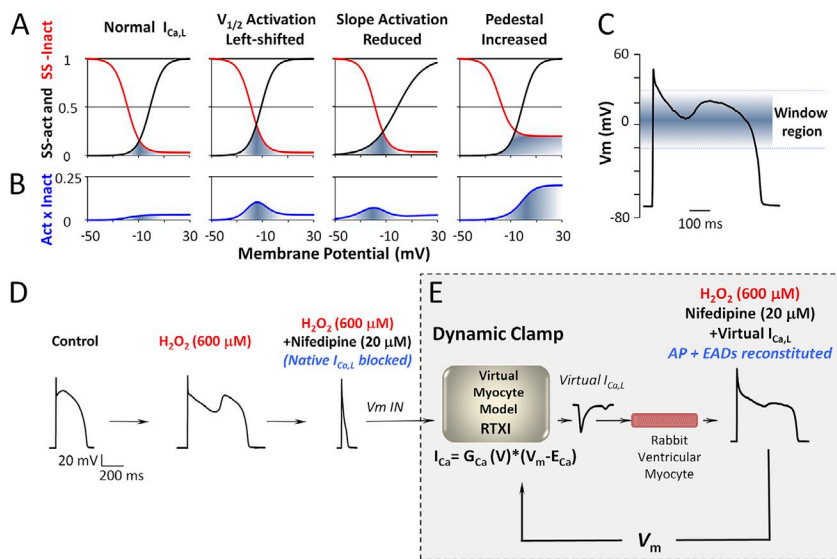 A
Normal I_Ca,L
V_1/2 Activation
Left-shifted
Slope Activation
Reduced
Pedestal
Increased
SS-act and SS -Inact
1
0.5
0
B
Act x Inact
0.25
0
-50 -10 30
-50 -10 30
-50 -10 30
-50 -10 30
Membrane Potential (mV)
C
Vm (mV)
60
0
-80
Window
region
100 ms
D
Control
H₂O₂ (600 μM)
H₂O₂ (600 μM)
+Nifedipine (20 μM)
(Native I_Ca,L blocked)
20 mV
200 ms
Vm IN
E
Dynamic Clamp
Virtual
Myocyte
Model
RTXI
I_Ca= G_Ca (V)*(V_m-E_Ca)
Virtual I_Ca,L
Rabbit
Ventricular
Myocyte
H₂O₂ (600 μM)
Nifedipine (20 μM)
+Virtual I_Ca,L
AP + EADs reconstituted
V_m